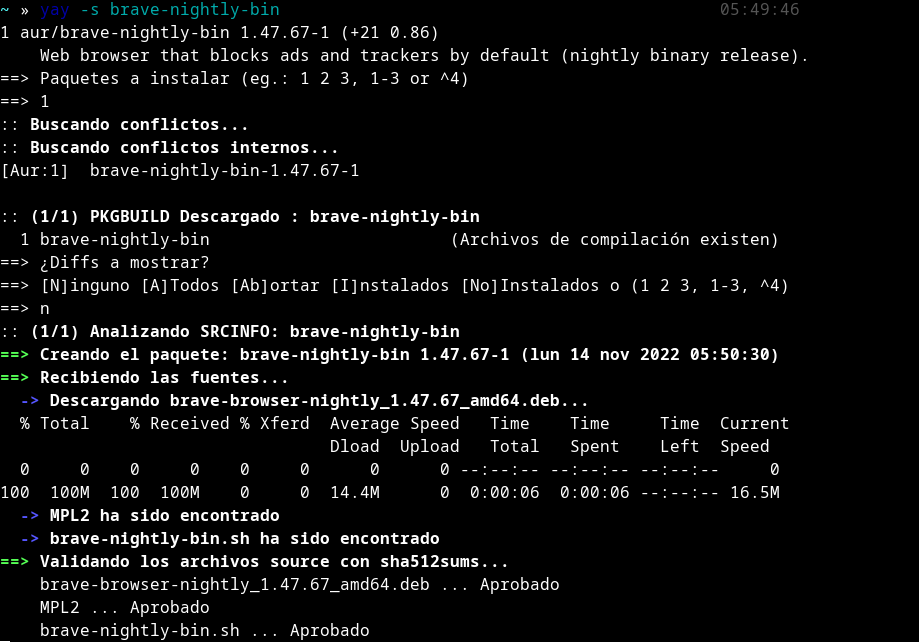 ~ » yay -s brave-nightly-bin 05:49:46
1 aur/brave-nightly-bin 1.47.67-1 (+21 0.86)
    Web browser that blocks ads and trackers by default (nightly binary release).
==> Paquetes a instalar (eg.: 1 2 3, 1-3 or ^4)
==> 1
:: Buscando conflictos...
:: Buscando conflictos internos...
[Aur:1]  brave-nightly-bin-1.47.67-1

:: (1/1) PKGBUILD Descargado : brave-nightly-bin
  1 brave-nightly-bin                        (Archivos de compilación existen)
==> ¿Diffs a mostrar?
==> [N]inguno [A]Todos [Ab]ortar [I]nstalados [No]Instalados o (1 2 3, 1-3, ^4)
==> n
:: (1/1) Analizando SRCINFO: brave-nightly-bin
==> Creando el paquete: brave-nightly-bin 1.47.67-1 (lun 14 nov 2022 05:50:30)
==> Recibiendo las fuentes...
  -> Descargando brave-browser-nightly_1.47.67_amd64.deb...
  % Total    % Received % Xferd  Average Speed   Time    Time     Time  Current
                                 Dload  Upload   Total   Spent    Left  Speed
  0     0    0     0    0     0      0      0 --:--:-- --:--:-- --:--:--     0
100  100M  100  100M    0     0  14.4M      0  0:00:06  0:00:06 --:--:-- 16.5M
  -> MPL2 ha sido encontrado
  -> brave-nightly-bin.sh ha sido encontrado
==> Validando los archivos source con sha512sums...
    brave-browser-nightly_1.47.67_amd64.deb ... Aprobado
    MPL2 ... Aprobado
    brave-nightly-bin.sh ... Aprobado